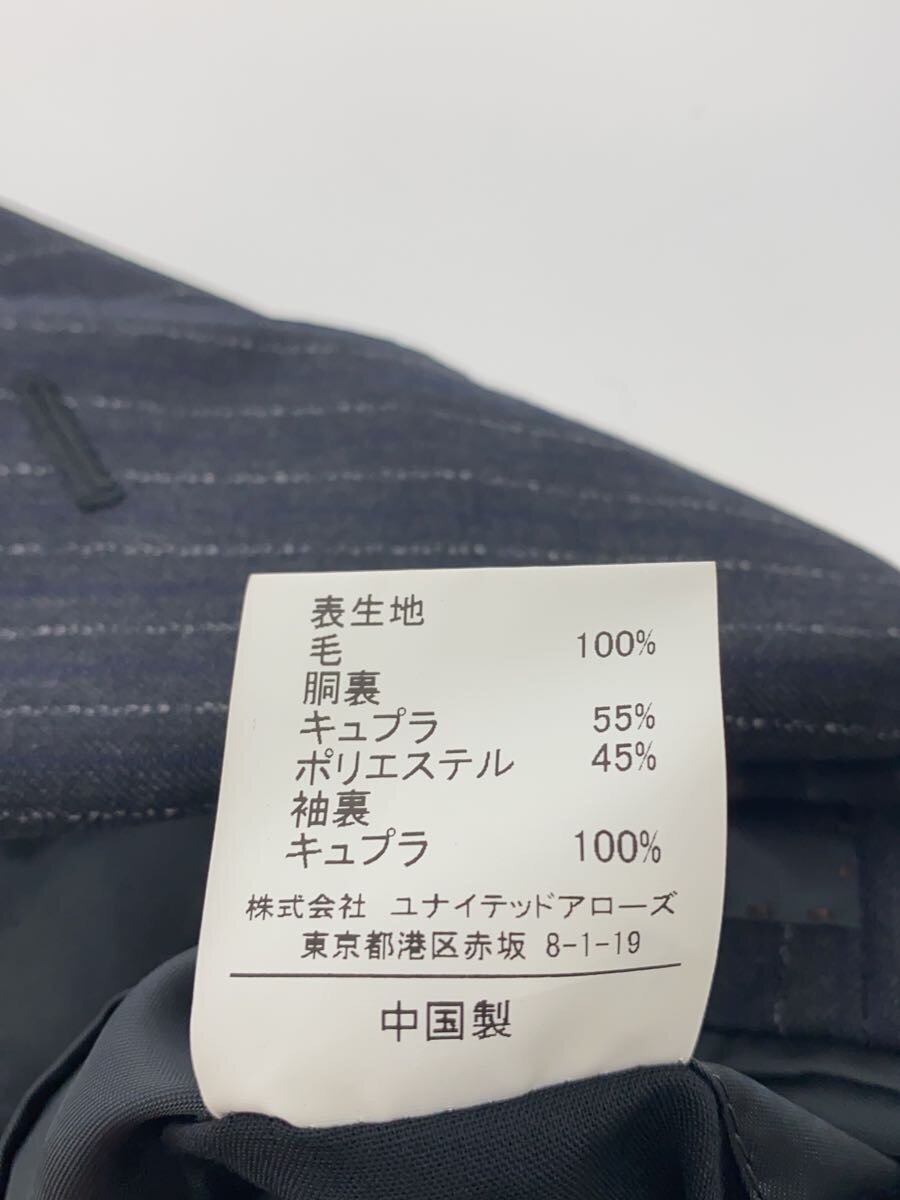 表生地
毛 100%
胴裏
キュプラ 55%
ポリエステル 45%
袖裏
キュプラ 100%
株式会社 ユナイテッドアローズ
東京都港区赤坂 8-1-19
中国製